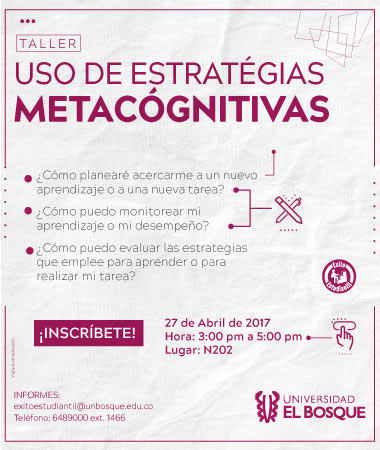 TALLER
USO DE ESTRATÉGIAS
METACÓGNITIVAS
¿Cómo planearé acercarme a un nuevo
aprendizaje o a una nueva tarea?
¿Cómo puedo monitorear mi
aprendizaje o mi desempeño?
¿Cómo puedo evaluar las estrategias
que emplee para aprender o para
realizar mi tarea?
Éxito
Estudiantil
¡INSCRÍBETE!
27 de Abril de 2017
Hora: 3:00 pm a 5:00 pm
Lugar: N202
INFORMES:
exitoestudiantil@unbosque.edu.co
Teléfono: 6489000 ext. 1466
UNIVERSIDAD
EL BOSQUE